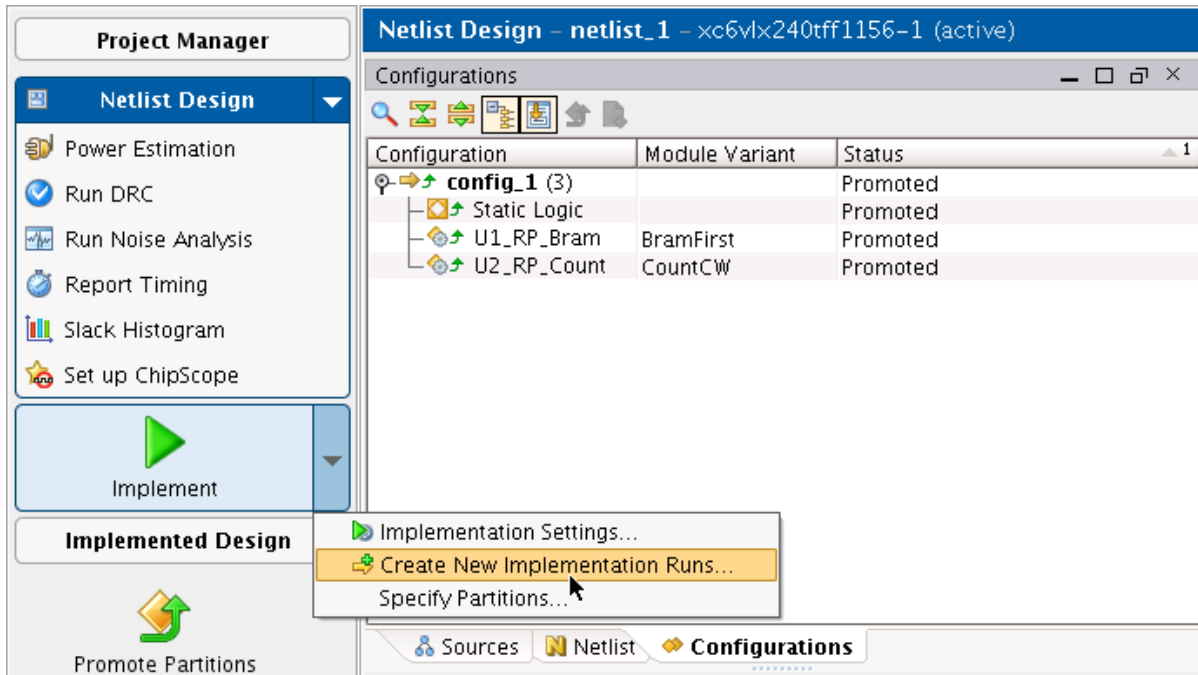 Project Manager
Netlist Design
Power Estimation
Run DRC
Run Noise Analysis
Report Timing
Slack Histogram
Set up ChipScope
Implement
Implemented Design
Promote Partitions
Netlist Design - netlist_1 - xc6vlx240tff1156-1 (active)
Configurations
Configuration Module Variant Status 1
config_1 (3) Promoted
Static Logic Promoted
U1_RP_Bram BramFirst Promoted
U2_RP_Count CountCW Promoted
Implementation Settings...
Create New Implementation Runs...
Specify Partitions...
Sources Netlist Configurations